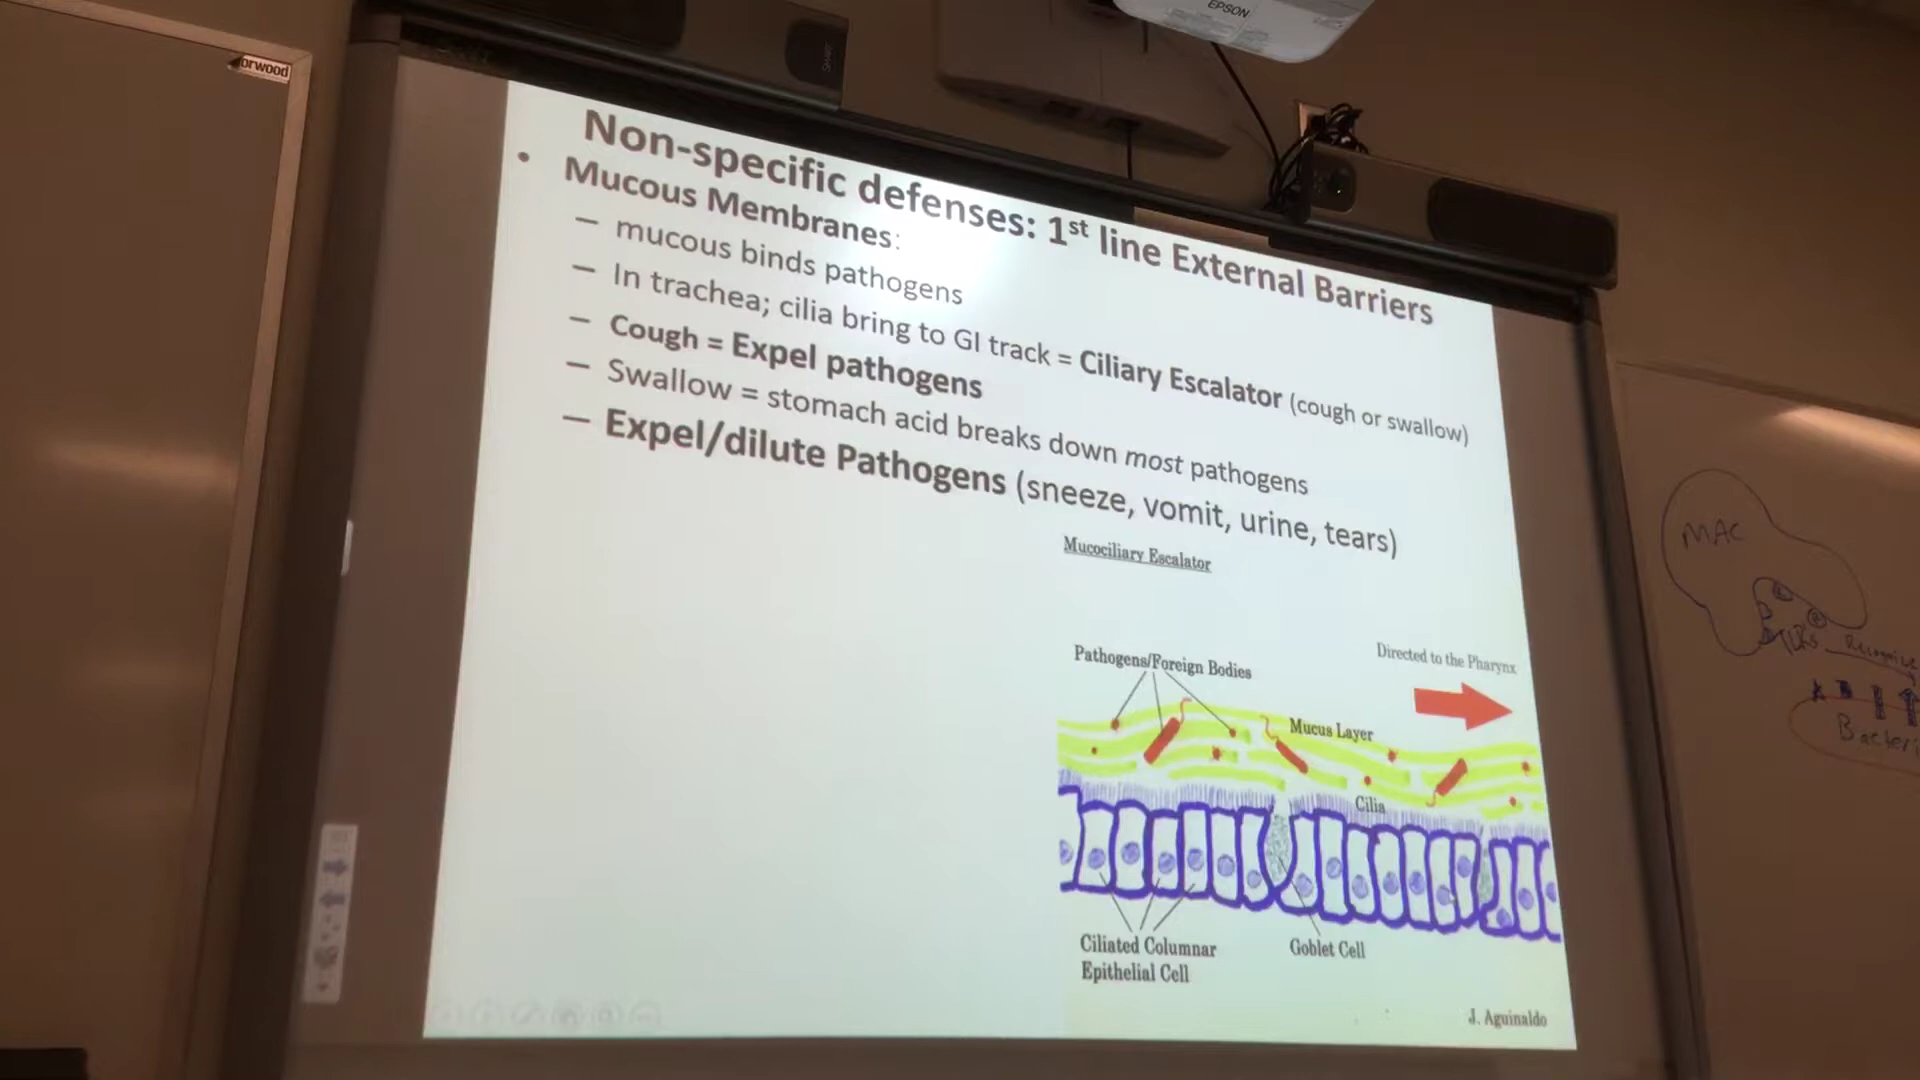 EPSON
SMART
orwood
Non-specific defenses: 1st line External Barriers
• Mucous Membranes:
– mucous binds pathogens
– In trachea; cilia bring to GI track = Ciliary Escalator (cough or swallow)
– Cough = Expel pathogens
– Swallow = stomach acid breaks down most pathogens
– Expel/dilute Pathogens (sneeze, vomit, urine, tears)
Mucociliary Escalator
Directed to the Pharynx
Pathogens/Foreign Bodies
Mucus Layer
Cilia
Ciliated Columnar
Epithelial Cell
Goblet Cell
J. Aguinaldo
MAC
Bacteri